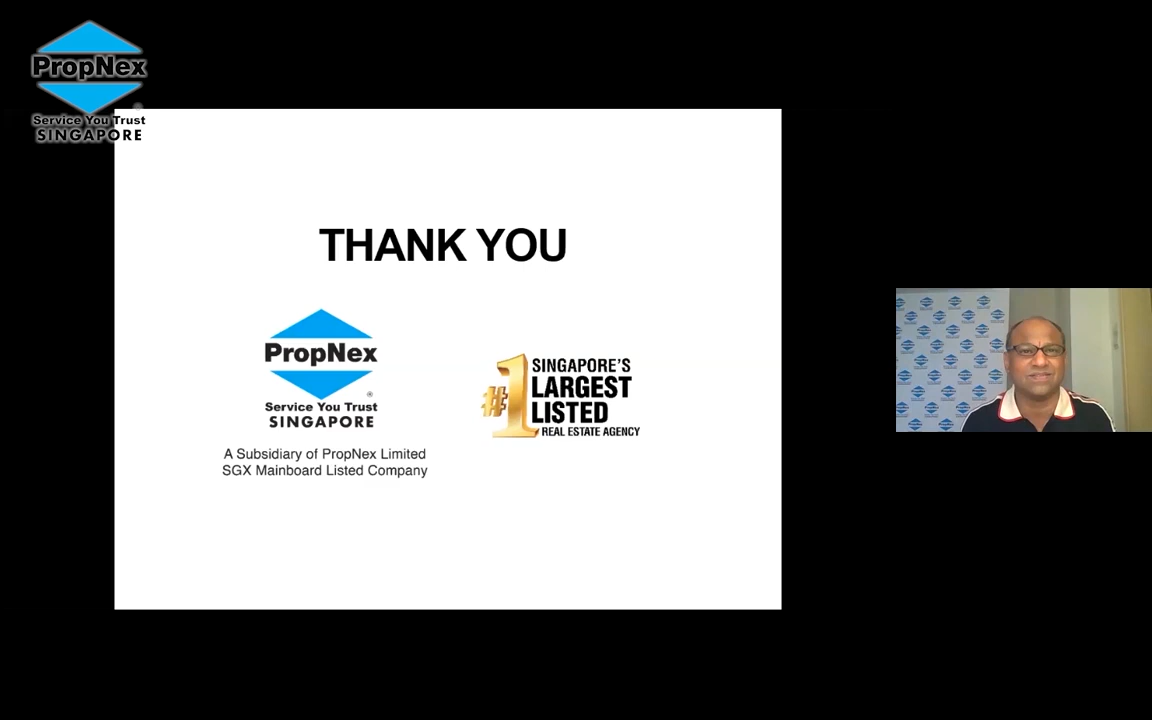 PropNex
Service You Trust
SINGAPORE
THANK YOU
PropNex
®
Service You Trust
SINGAPORE
A Subsidiary of PropNex Limited
SGX Mainboard Listed Company
#1 SINGAPORE'S
LARGEST
LISTED
REAL ESTATE AGENCY